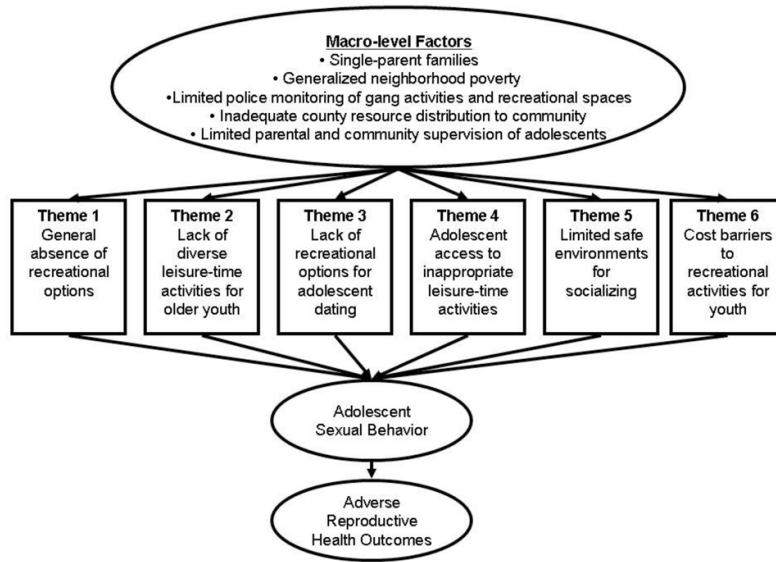 Macro-level Factors
•Single-parent families
•Generalized neighborhood poverty
•Limited police monitoring of gang activities and recreational spaces
•Inadequate county resource distribution to community
•Limited parental and community supervision of adolescents
Theme 1
General
absence of
recreational
options
Theme 2
Lack of
diverse
leisure-time
activities for
older youth
Theme 3
Lack of
recreational
options for
adolescent
dating
Theme 4
Adolescent
access to
inappropriate
leisure-time
activities
Theme 5
Limited safe
environments
for
socializing
Theme 6
Cost barriers
to
recreational
activities for
youth
Adolescent
Sexual Behavior
Adverse
Reproductive
Health Outcomes